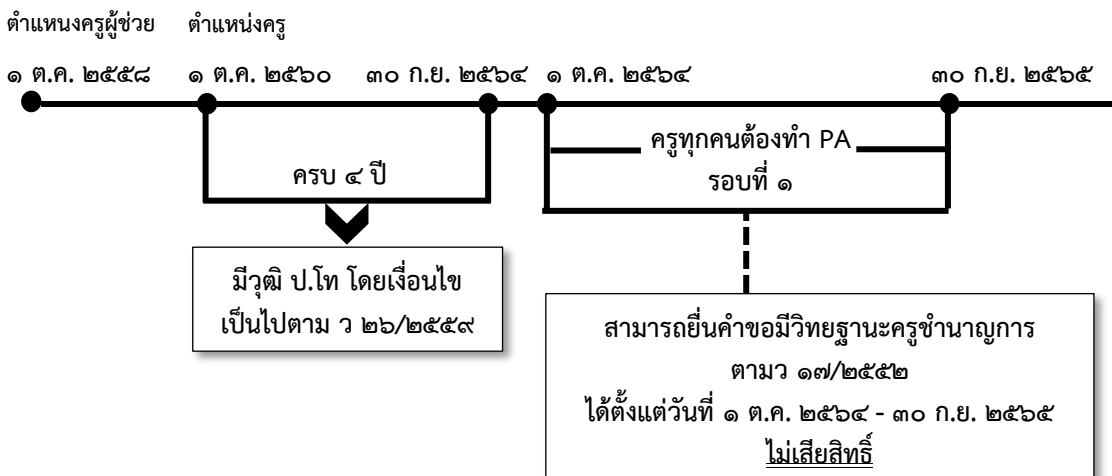 ตำแหนงครูผู้ช่วย ตำแหน่งครู
๑ ต.ค. ๒๕๕๘ ๑ ต.ค. ๒๕๖๐ ๓๐ ก.ย. ๒๕๖๔ ๑ ต.ค. ๒๕๖๔ ๓๐ ก.ย. ๒๕๖๕
ครบ ๔ ปี
ครูทุกคนต้องทำ PA
รอบที่ ๑
มีวุฒิ ป.โท โดยเงื่อนไข
เป็นไปตาม ว ๒๖/๒๕๕๙
สามารถยื่นคำขอมีวิทยฐานะครูชำนาญการ
ตามว ๑๗/๒๕๕๒
ได้ตั้งแต่วันที่ ๑ ต.ค. ๒๕๖๔ - ๓๐ ก.ย. ๒๕๖๕
ไม่เสียสิทธิ์